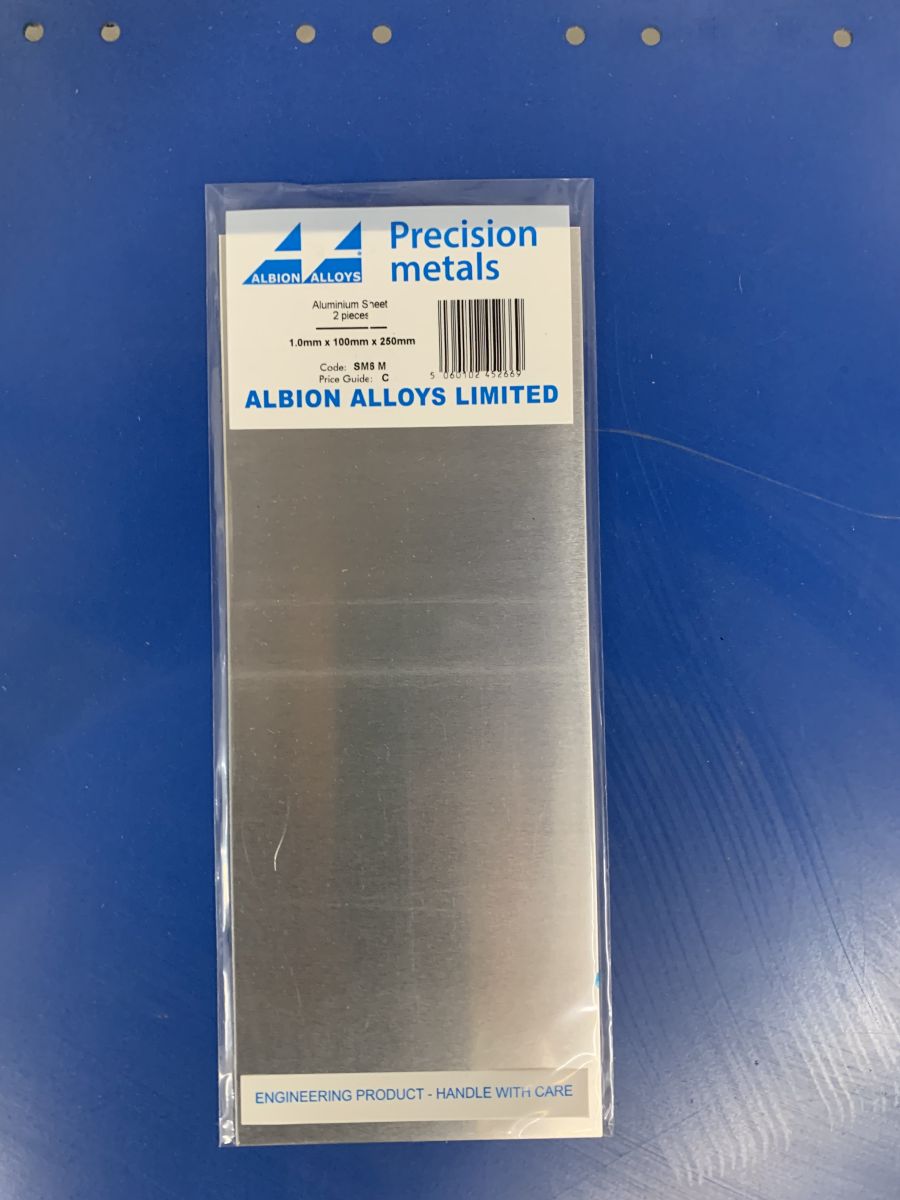 ALBION ALLOYS®
Precision
metals
Aluminium Sheet
2 pieces
1.0mm x 100mm x 250mm
Code: SM6 M
Price Guide: C
5 060102 452669
ALBION ALLOYS LIMITED
ENGINEERING PRODUCT - HANDLE WITH CARE